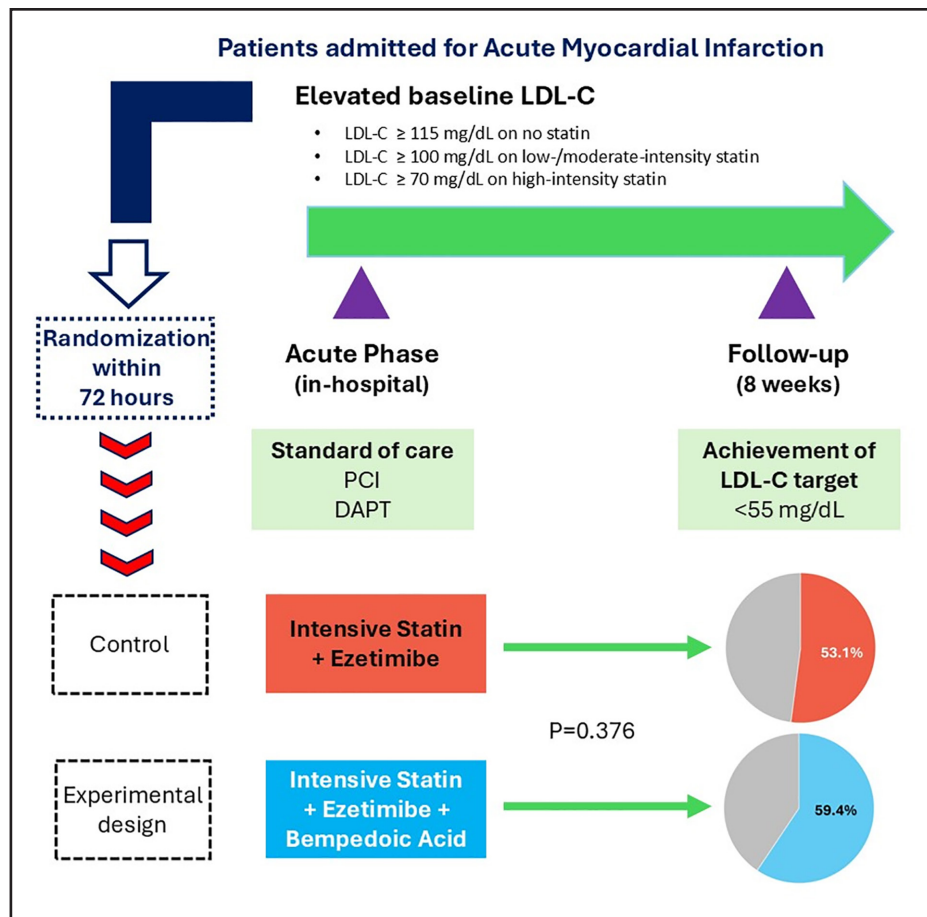 Patients admitted for Acute Myocardial Infarction
Elevated baseline LDL-C
• LDL-C ≥ 115 mg/dL on no statin
• LDL-C ≥ 100 mg/dL on low-/moderate-intensity statin
• LDL-C ≥ 70 mg/dL on high-intensity statin
Randomization
within
72 hours
Acute Phase
(in-hospital)
Follow-up
(8 weeks)
Standard of care
PCI
DAPT
Achievement of
LDL-C target
<55 mg/dL
Control
Intensive Statin
+ Ezetimibe
53.1%
P=0.376
Experimental
design
Intensive Statin
+ Ezetimibe +
Bempedoic Acid
59.4%